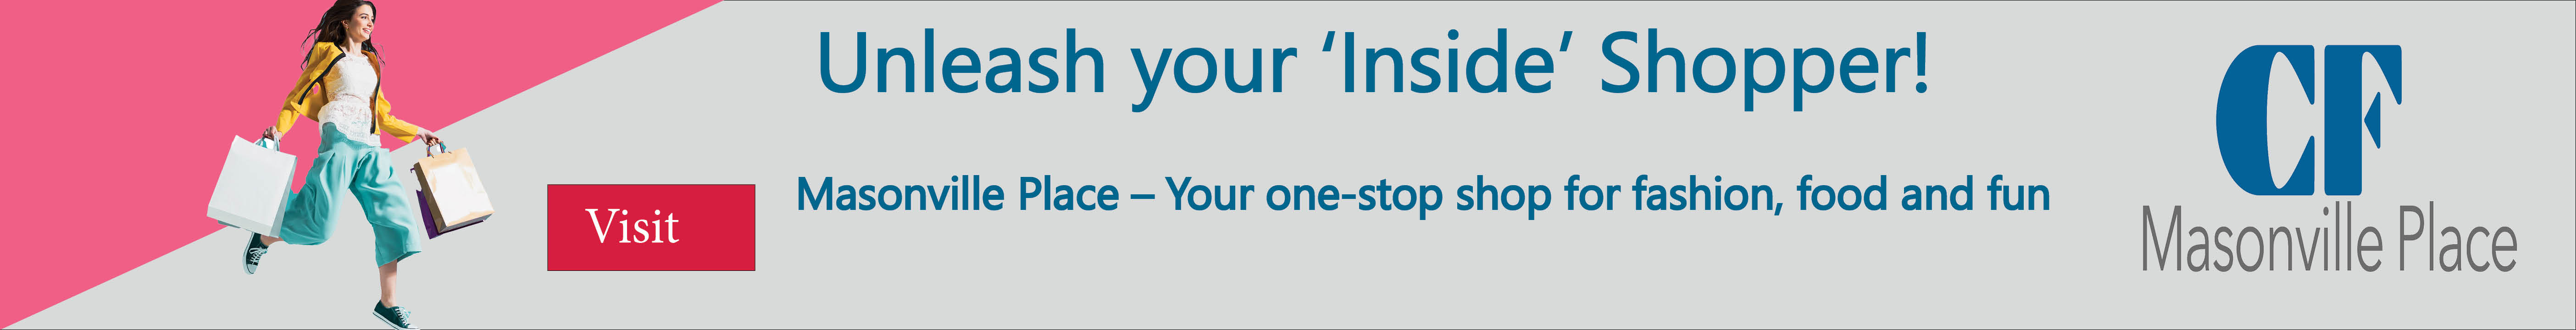 Unleash your ‘Inside’ Shopper!
Masonville Place – Your one-stop shop for fashion, food and fun
Visit
CF
Masonville Place